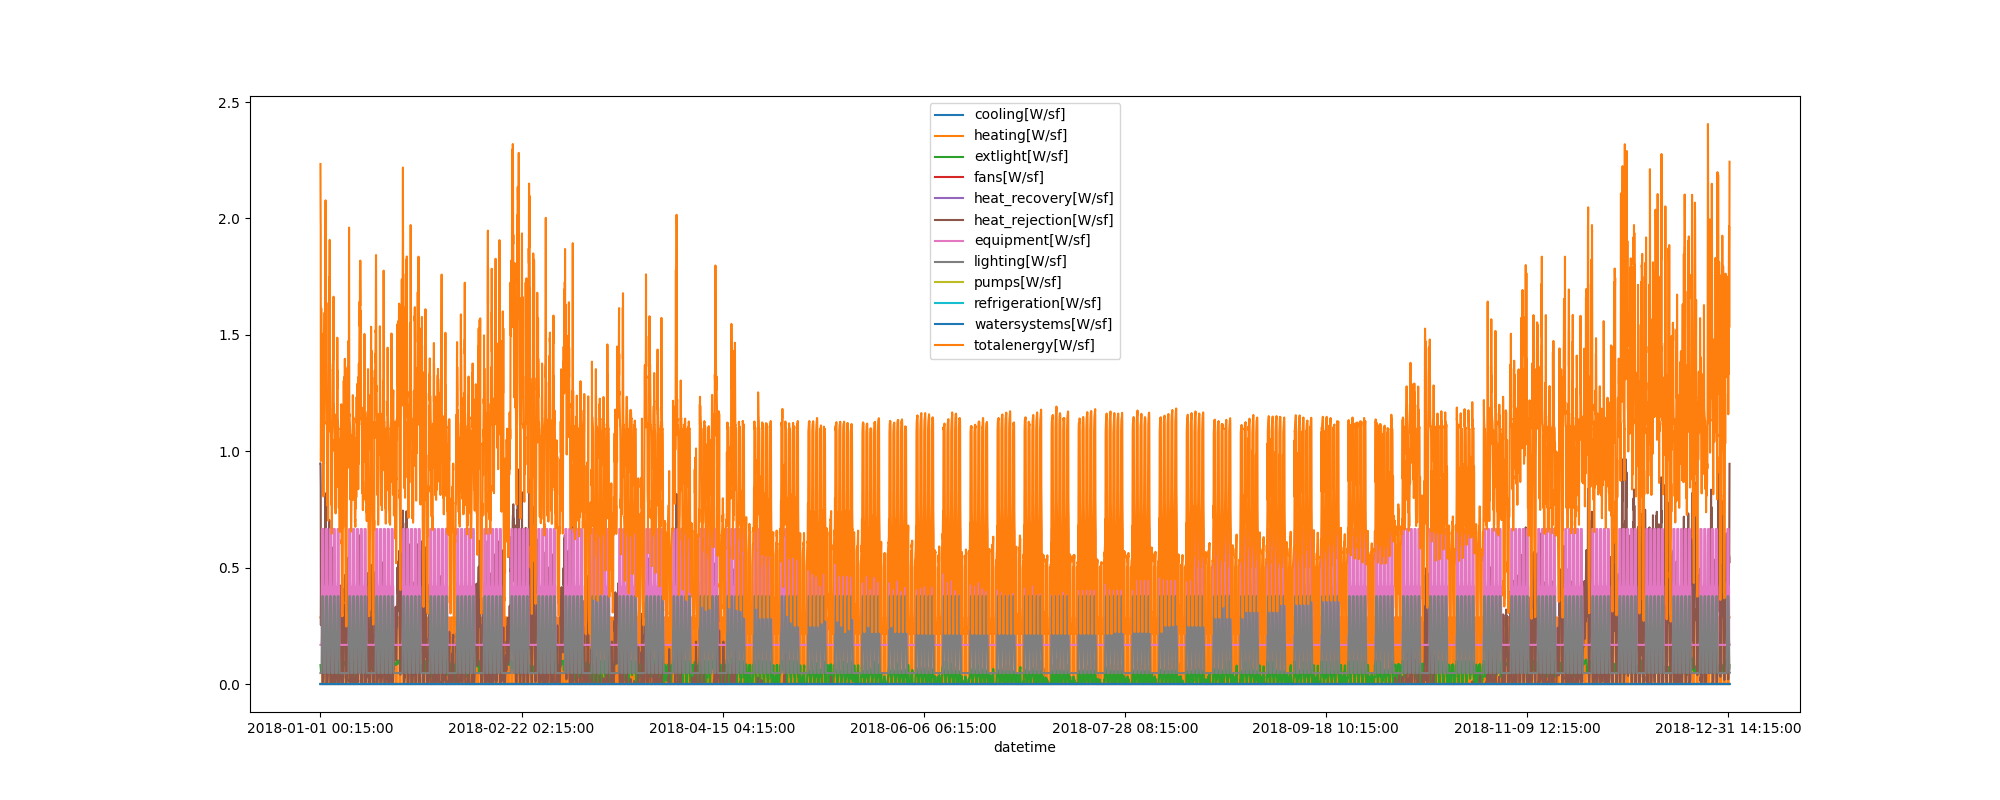 2.5
2.0
1.5
1.0
0.5
0.0
cooling[W/sf]
heating[W/sf]
extlight[W/sf]
fans[W/sf]
heat_recovery[W/sf]
heat_rejection[W/sf]
equipment[W/sf]
lighting[W/sf]
pumps[W/sf]
refrigeration[W/sf]
watersystems[W/sf]
totalenergy[W/sf]
2018-01-01 00:15:00
2018-02-22 02:15:00
2018-04-15 04:15:00
2018-06-06 06:15:00
2018-07-28 08:15:00
2018-09-18 10:15:00
2018-11-09 12:15:00
2018-12-31 14:15:00
datetime